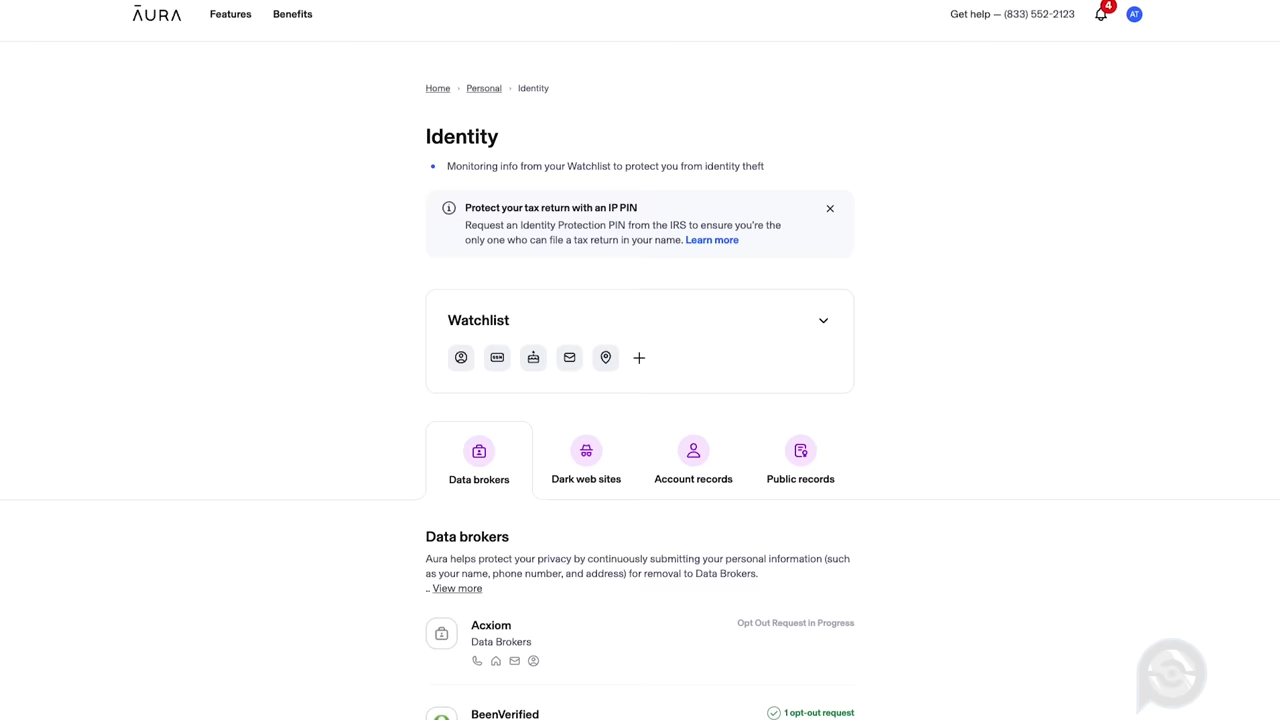 ĀURA Features Benefits Get help — (833) 552-2123 4 AT
Home › Personal › Identity
Identity
• Monitoring info from your Watchlist to protect you from identity theft
Protect your tax return with an IP PIN
Request an Identity Protection PIN from the IRS to ensure you're the
only one who can file a tax return in your name. Learn more
Watchlist
SSN
Data brokers Dark web sites Account records Public records
Data brokers
Aura helps protect your privacy by continuously submitting your personal information (such
as your name, phone number, and address) for removal to Data Brokers.
.. View more
Acxiom Opt Out Request in Progress
Data Brokers
BeenVerified 1 opt-out request